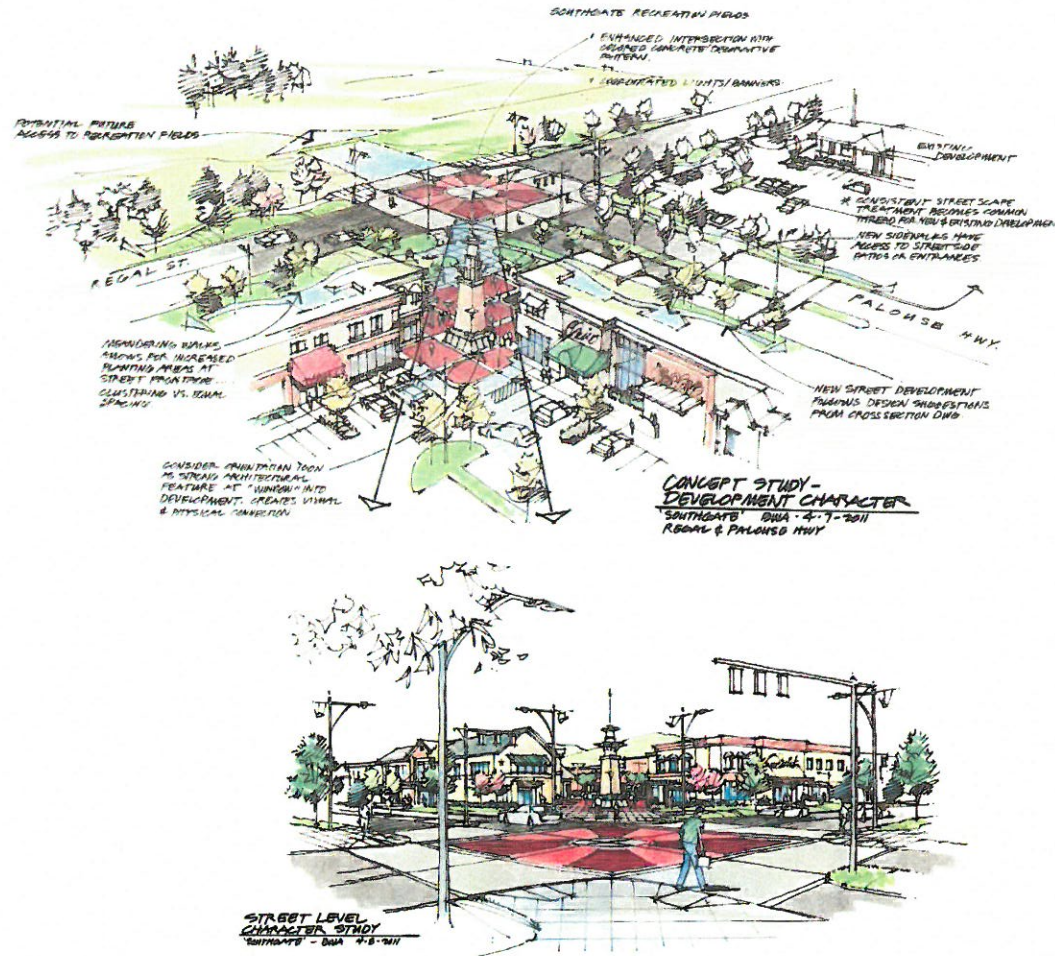 SOUTHGATE RECREATION FIELDS
* ENHANCED INTERSECTION WITH
COLORED CONCRETE DECORATIVE
PATTERN.
* COORDINATED LIGHTS/BANNERS
POTENTIAL FUTURE
ACCESS TO RECREATION FIELDS
EXISTING
DEVELOPMENT
* CONSISTENT STREETSCAPE
TREATMENT BECOMES COMMON
THREAD FOR NEW & EXISTING DEVELOPMENT
NEW SIDEWALKS HAVE
ACCESS TO STREETSIDE
PATIOS OR ENTRANCES
REGAL ST.
PALOUSE HWY.
MEANDERING WALKS
ALLOWS FOR INCREASED
PLANTING AREAS AT
STREET FRONTAGE...
CLUSTERING VS. EQUAL
SPACING
NEW STREET DEVELOPMENT
FOLLOWS DESIGN SUGGESTIONS
FROM CROSS SECTION DWG
CONSIDER ORIENTATION ICON
AS STRONG ARCHITECTURAL
FEATURE AT "WINDOW" INTO
DEVELOPMENT. CREATES VISUAL
& PHYSICAL CONNECTION
CONCEPT STUDY-
DEVELOPMENT CHARACTER
'SOUTHGATE' BWA · 4-7-2011
REGAL & PALOUSE HWY
STREET LEVEL
CHARACTER STUDY
'SOUTHGATE' - BWA 4-8-2011